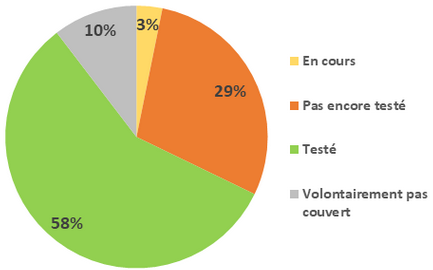 10%
3%
29%
58%
En cours
Pas encore testé
Testé
Volontairement pas
couvert